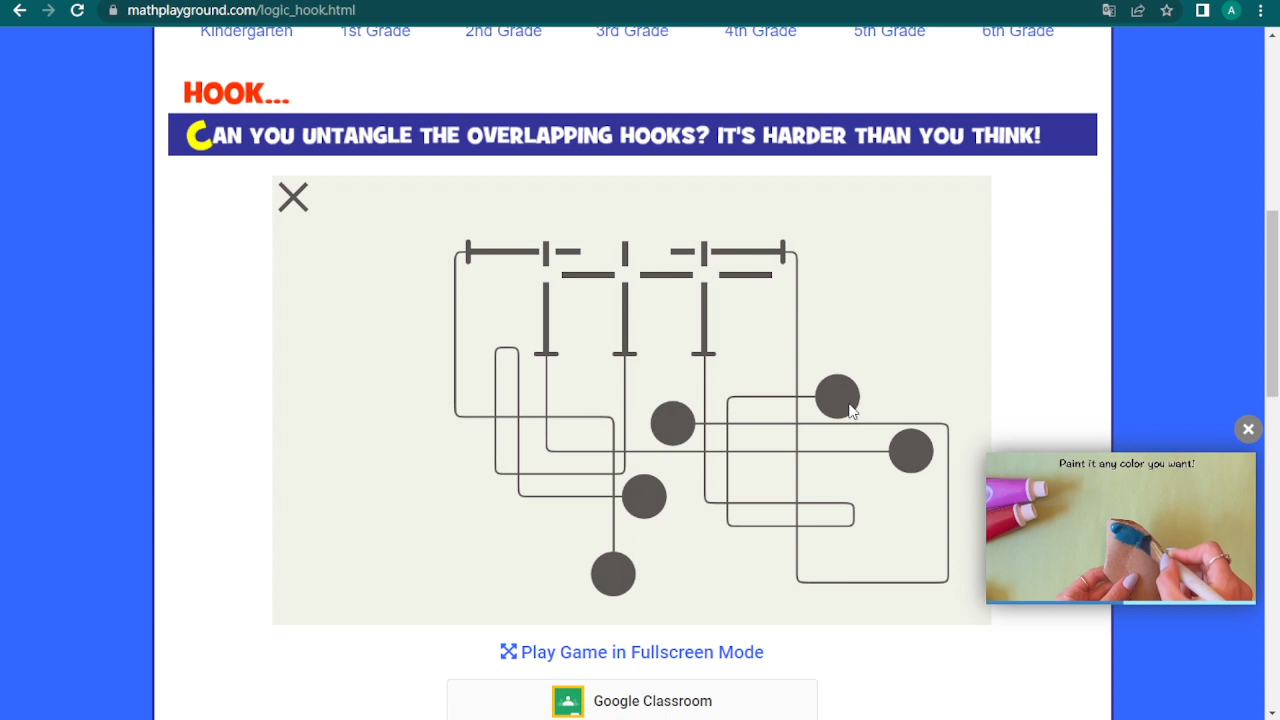 mathplayground.com/logic_hook.html
A
Kindergarten 1st Grade 2nd Grade 3rd Grade 4th Grade 5th Grade 6th Grade
HOOK...
CAN YOU UNTANGLE THE OVERLAPPING HOOKS? IT'S HARDER THAN YOU THINK!
Paint it any color you want!
Play Game in Fullscreen Mode
Google Classroom